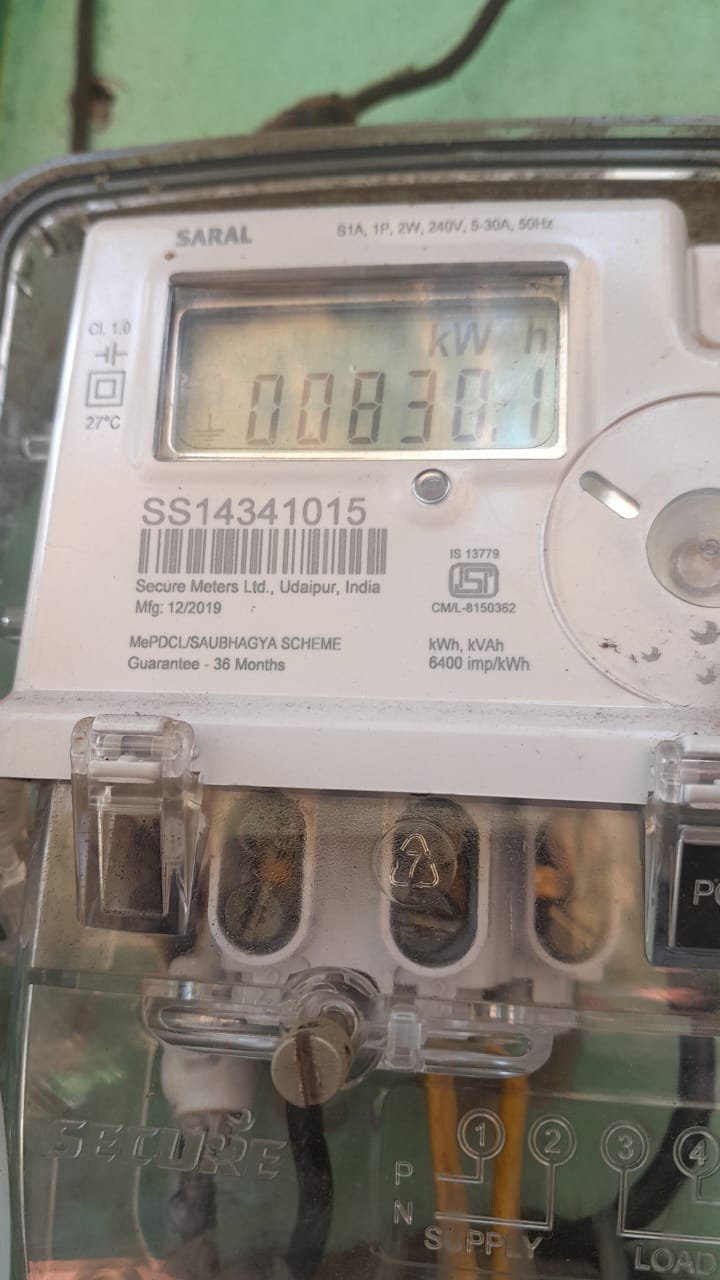 SARAL
S1A, 1P, 2W, 240V, 5-30A, 50Hz
Cl. 1.0
27°C
kW h
00830.1
SS14341015
Secure Meters Ltd., Udaipur, India
Mfg: 12/2019
MePDCL/SAUBHAGYA SCHEME
Guarantee - 36 Months
IS 13779
CM/L-8150362
kWh, kVAh
6400 imp/kWh
7
SECURE
1 2 3 4
P
N
SUPPLY
LOAD